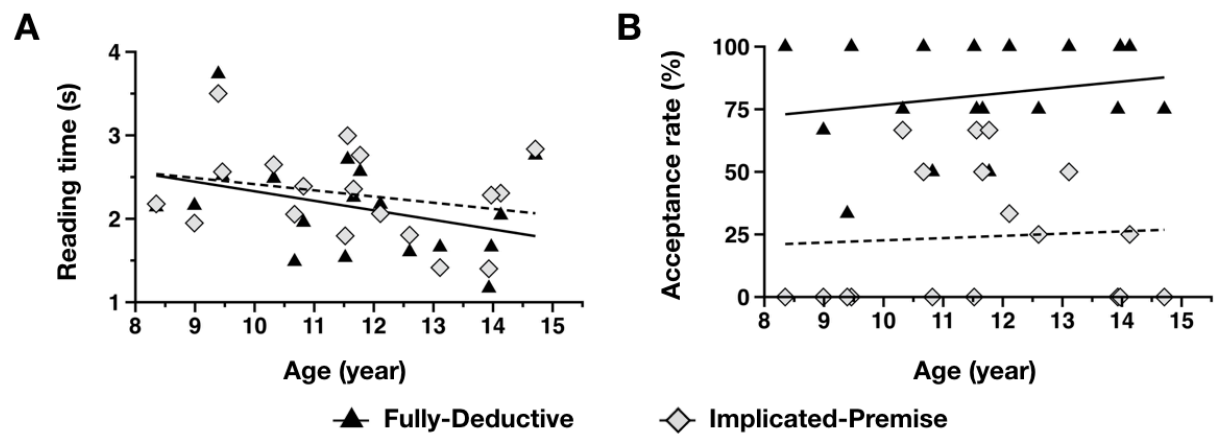 A
Reading time (s)
4
3
2
1
8 9 10 11 12 13 14 15
Age (year)
B
Acceptance rate (%)
100
75
50
25
0
8 9 10 11 12 13 14 15
Age (year)
Fully-Deductive Implicated-Premise